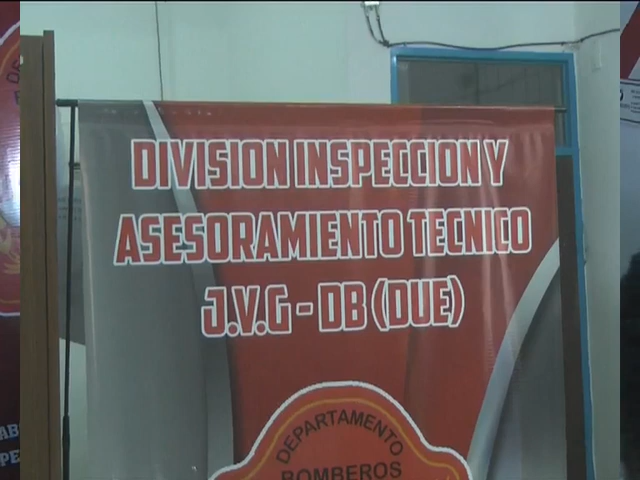 DIVISION INSPECCION Y
ASESORAMIENTO TECNICO
J.V.G - DB (DUE)
DEPARTAMENTO
BOMBEROS